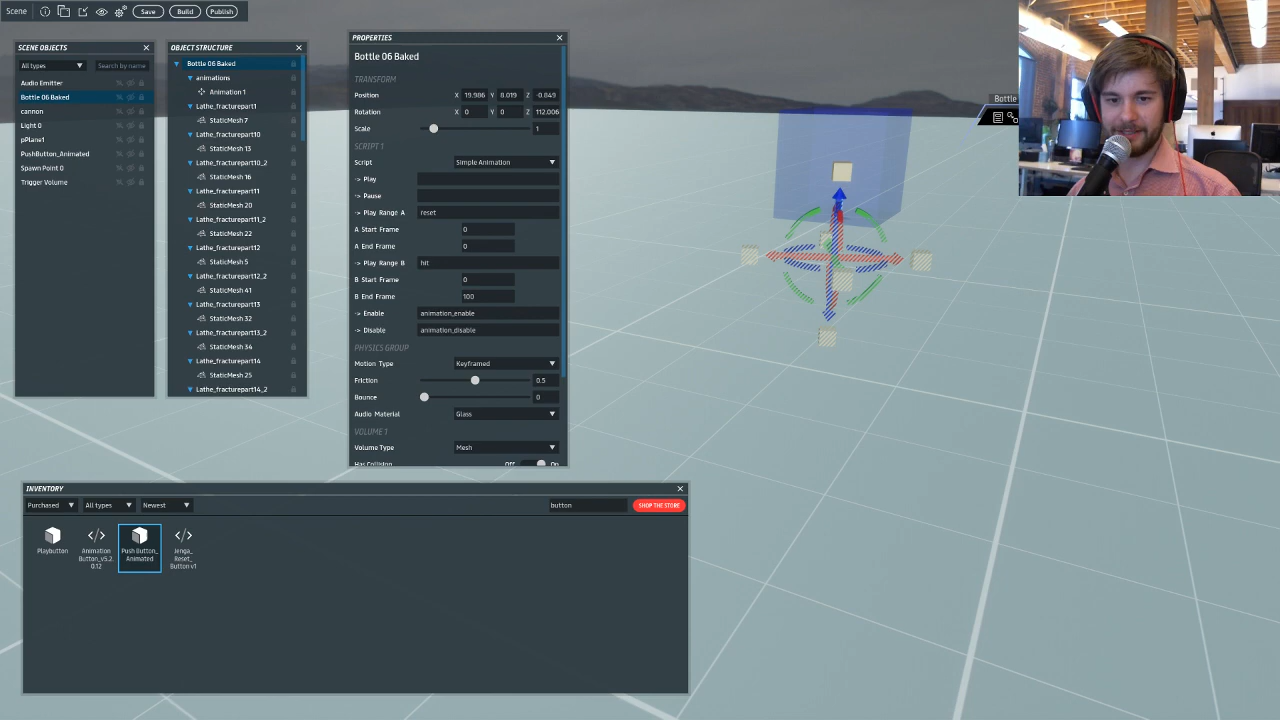 Scene Save Build Publish
SCENE OBJECTS
All types Search by name
Audio Emitter
Bottle 06 Baked
cannon
Light 0
pPlane1
PushButton_Animated
Spawn Point 0
Trigger Volume
OBJECT STRUCTURE
Bottle 06 Baked
animations
Animation 1
Lathe_fracturepart1
StaticMesh 7
Lathe_fracturepart10
StaticMesh 13
Lathe_fracturepart10_2
StaticMesh 16
Lathe_fracturepart11
StaticMesh 20
Lathe_fracturepart11_2
StaticMesh 22
Lathe_fracturepart12
StaticMesh 5
Lathe_fracturepart12_2
StaticMesh 41
Lathe_fracturepart13
StaticMesh 32
Lathe_fracturepart13_2
StaticMesh 34
Lathe_fracturepart14
StaticMesh 25
Lathe_fracturepart14_2
PROPERTIES
Bottle 06 Baked
TRANSFORM
Position X 19.986 Y 8.019 Z -0.849
Rotation X 0 Y 0 Z 112.006
Scale 1
SCRIPT 1
Script Simple Animation
-> Play
-> Pause
-> Play Range A reset
A Start Frame 0
A End Frame 0
-> Play Range B hit
B Start Frame 0
B End Frame 100
-> Enable animation_enable
-> Disable animation_disable
PHYSICS GROUP
Motion Type Keyframed
Friction 0.5
Bounce 0
Audio Material Glass
VOLUME 1
Volume Type Mesh
Has Collision Off On
Bottle
INVENTORY
Purchased All types Newest button SHOP THE STORE
Playbutton
Animation
Button_v5.2.
0.12
Push Button_
Animated
Jenga_
Reset_
Button v1